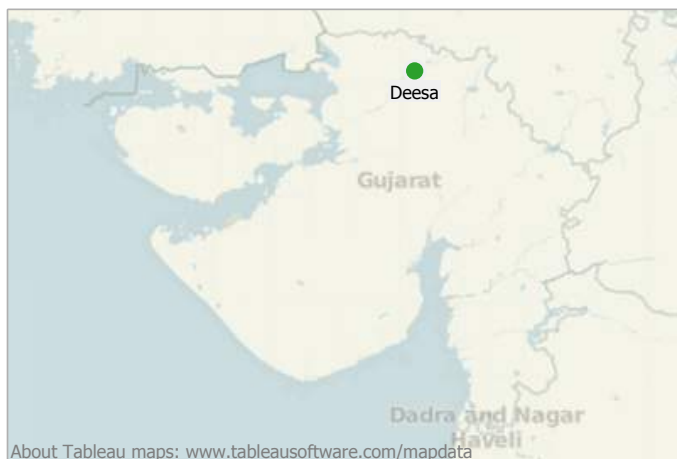 Deesa
Gujarat
Dadra and Nagar
Haveli
About Tableau maps: www.tableausoftware.com/mapdata